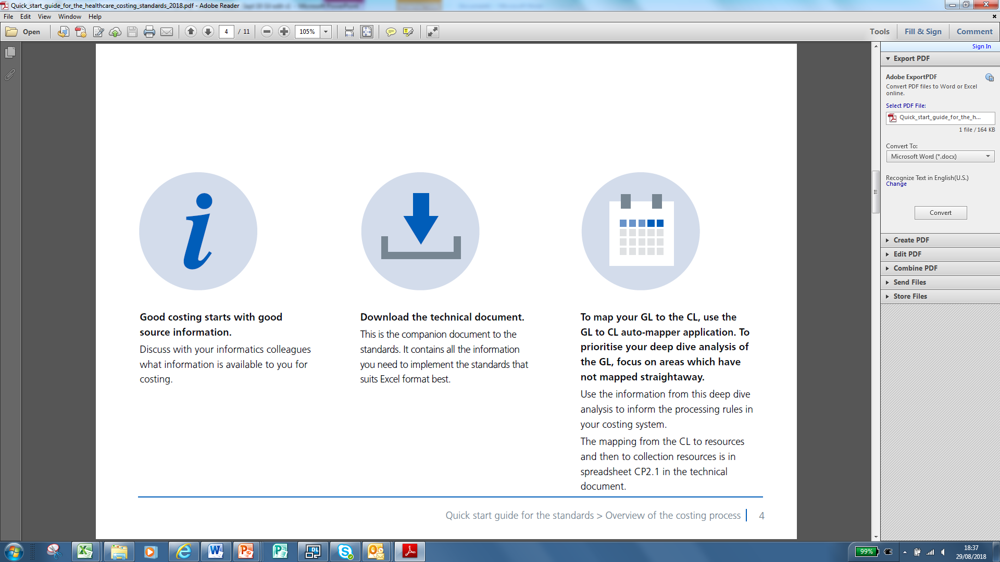 Quick_start_guide_for_the_healthcare_costing_standards_2018.pdf - Adobe Reader
File Edit View Window Help
Open 4 / 11 105% Tools Fill & Sign Comment
Sign In
Export PDF
Adobe ExportPDF
Convert PDF files to Word or Excel
online.
Select PDF File:
Quick_start_guide_for_the_h...
1 file / 164 KB
Convert To:
Microsoft Word (*.docx)
Recognize Text in English(U.S.)
Change
Convert
Create PDF
Edit PDF
Combine PDF
Send Files
Store Files
Good costing starts with good
source information.
Discuss with your informatics colleagues
what information is available to you for
costing.
Download the technical document.
This is the companion document to the
standards. It contains all the information
you need to implement the standards that
suits Excel format best.
To map your GL to the CL, use the
GL to CL auto-mapper application. To
prioritise your deep dive analysis of
the GL, focus on areas which have
not mapped straightaway.
Use the information from this deep dive
analysis to inform the processing rules in
your costing system.
The mapping from the CL to resources
and then to collection resources is in
spreadsheet CP2.1 in the technical
document.
Quick start guide for the standards > Overview of the costing process 4
99%
18:37
29/08/2018